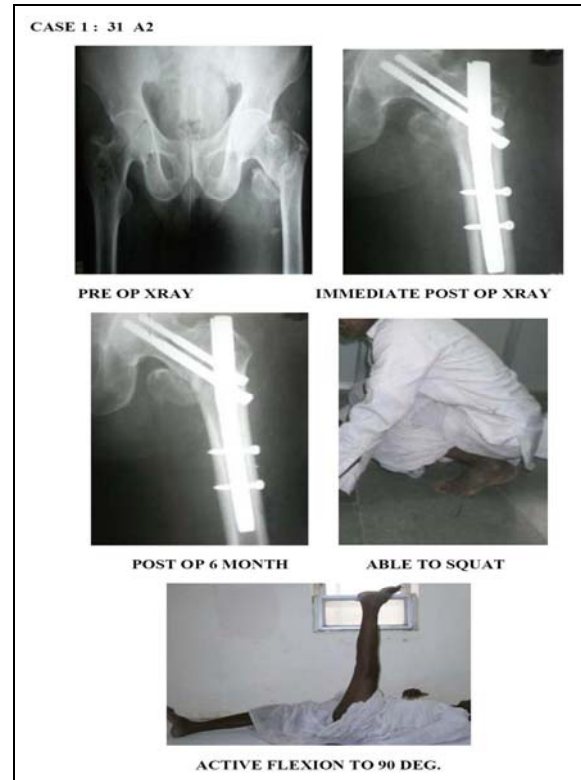 CASE 1 : 31 A2
PRE OP XRAY
IMMEDIATE POST OP XRAY
POST OP 6 MONTH
ABLE TO SQUAT
ACTIVE FLEXION TO 90 DEG.